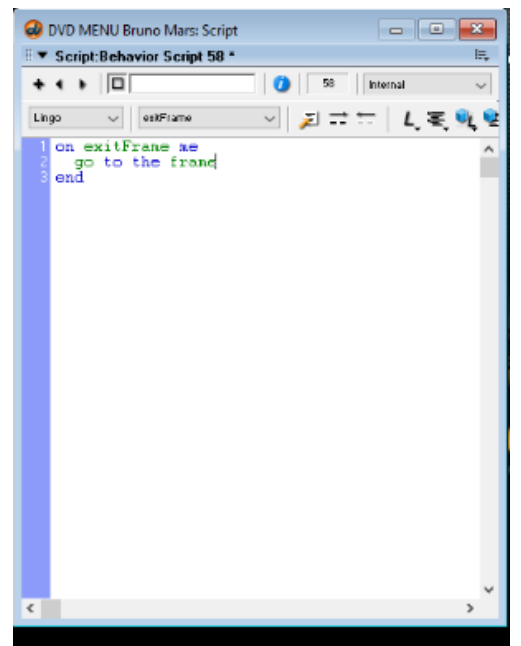 DVD MENU Bruno Mars: Script
Script:Behavior Script 58 *
58 Internal
Lingo exitFrame L
1 on exitFrame me
2 go to the frame
3 end